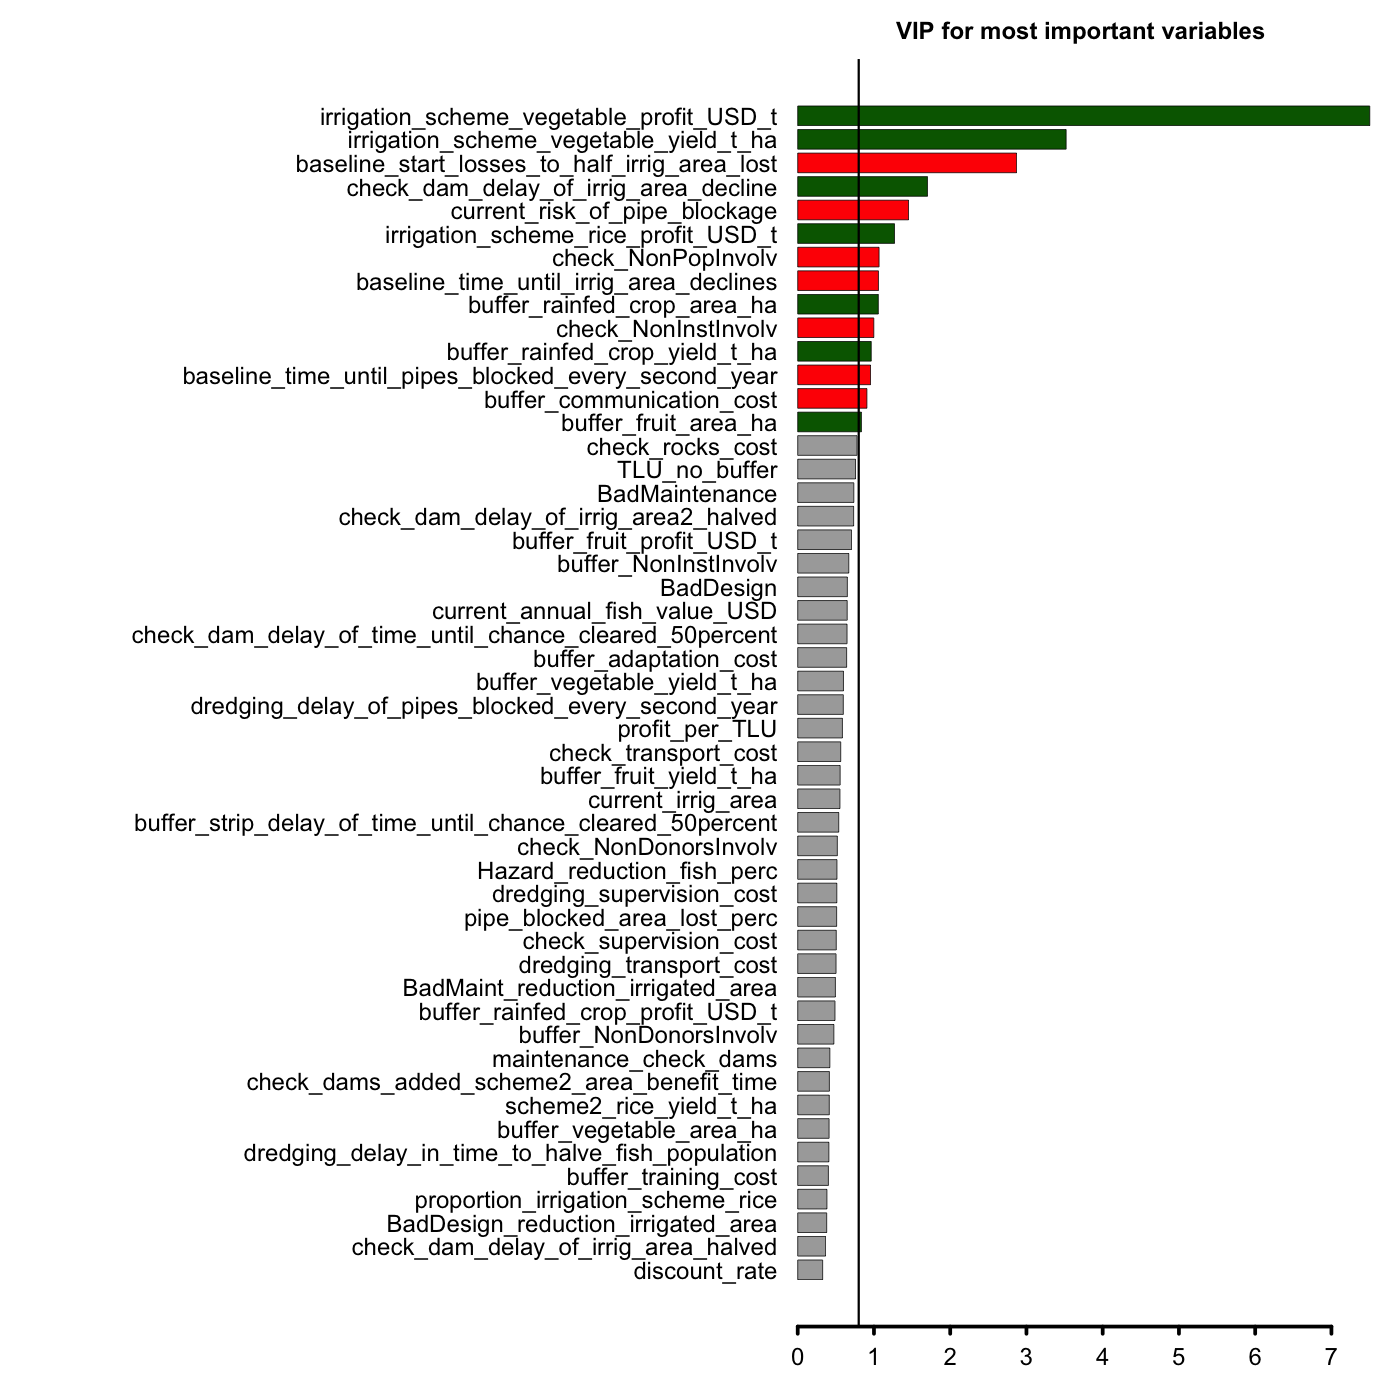 VIP for most important variables
irrigation_scheme_vegetable_profit_USD_t
irrigation_scheme_vegetable_yield_t_ha
baseline_start_losses_to_half_irrig_area_lost
check_dam_delay_of_irrig_area_decline
current_risk_of_pipe_blockage
irrigation_scheme_rice_profit_USD_t
check_NonPopInvolv
baseline_time_until_irrig_area_declines
buffer_rainfed_crop_area_ha
check_NonInstInvolv
buffer_rainfed_crop_yield_t_ha
baseline_time_until_pipes_blocked_every_second_year
buffer_communication_cost
buffer_fruit_area_ha
check_rocks_cost
TLU_no_buffer
BadMaintenance
check_dam_delay_of_irrig_area2_halved
buffer_fruit_profit_USD_t
buffer_NonInstInvolv
BadDesign
current_annual_fish_value_USD
check_dam_delay_of_time_until_chance_cleared_50percent
buffer_adaptation_cost
buffer_vegetable_yield_t_ha
dredging_delay_of_pipes_blocked_every_second_year
profit_per_TLU
check_transport_cost
buffer_fruit_yield_t_ha
current_irrig_area
buffer_strip_delay_of_time_until_chance_cleared_50percent
check_NonDonorsInvolv
Hazard_reduction_fish_perc
dredging_supervision_cost
pipe_blocked_area_lost_perc
check_supervision_cost
dredging_transport_cost
BadMaint_reduction_irrigated_area
buffer_rainfed_crop_profit_USD_t
buffer_NonDonorsInvolv
maintenance_check_dams
check_dams_added_scheme2_area_benefit_time
scheme2_rice_yield_t_ha
buffer_vegetable_area_ha
dredging_delay_in_time_to_halve_fish_population
buffer_training_cost
proportion_irrigation_scheme_rice
BadDesign_reduction_irrigated_area
check_dam_delay_of_irrig_area_halved
discount_rate
0 1 2 3 4 5 6 7